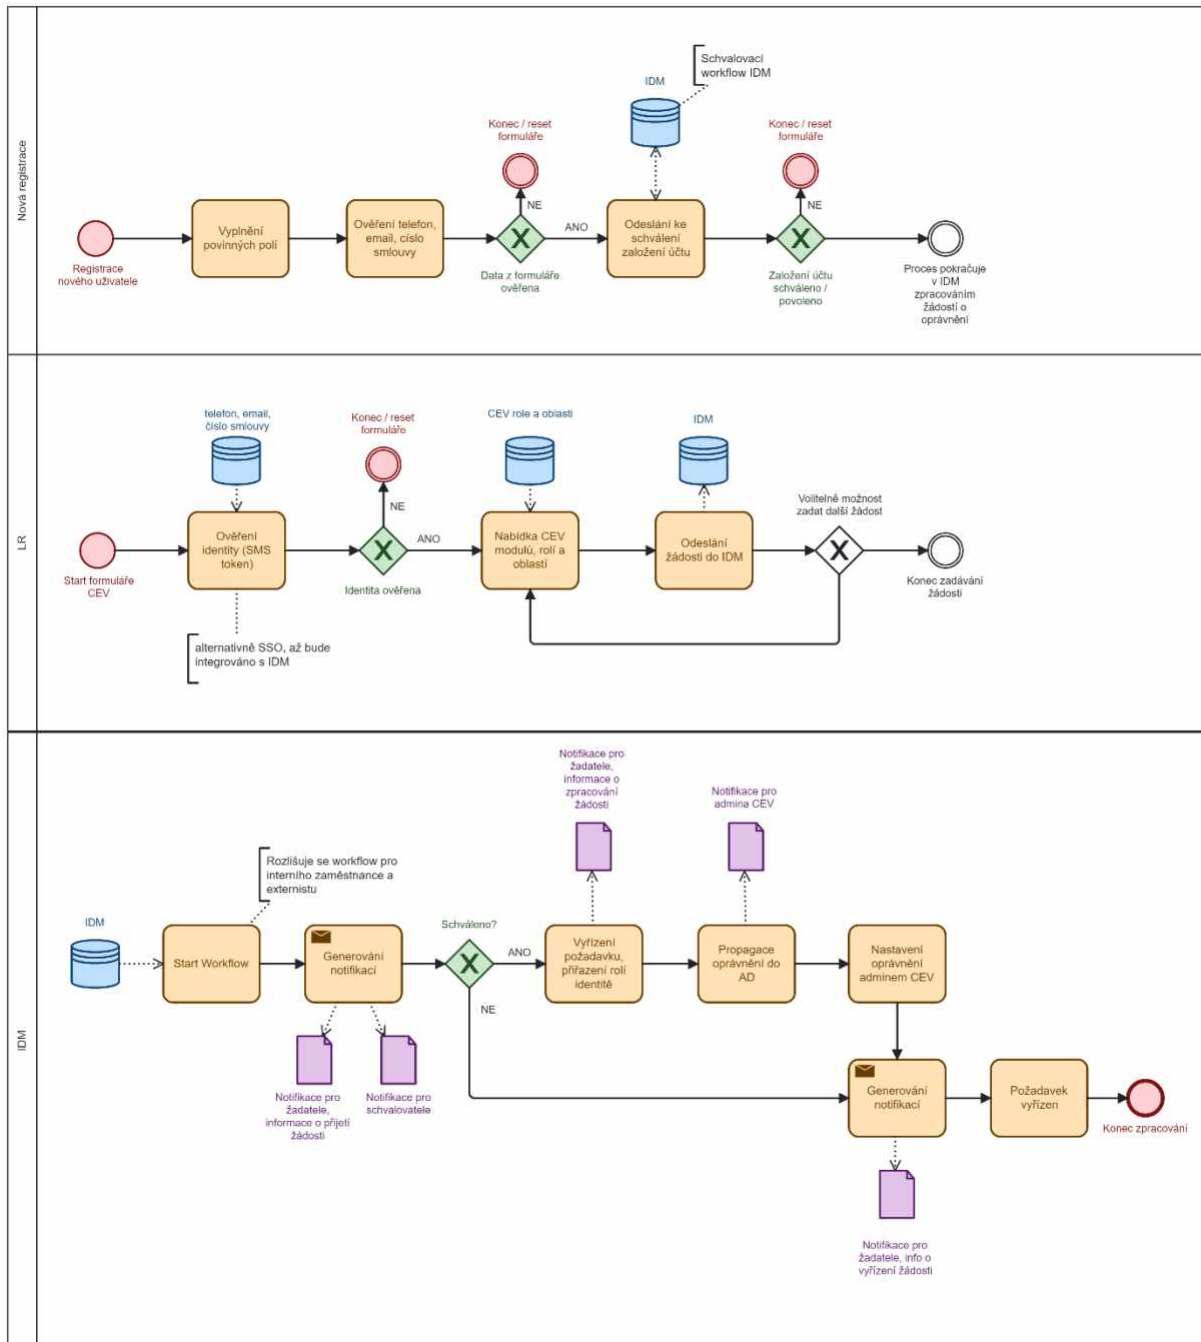 Nová registrace
Schvalovací
workflow IDM
IDM
Konec / reset
formuláře
Konec / reset
formuláře
NE
NE
Vyplnění
povinných polí
Ověření telefon,
email, číslo
smlouvy
ANO
Odeslání ke
schválení
založení účtu
Registrace
nového uživatele
Data z formuláře
ověřena
Založení účtu
schváleno /
povoleno
Proces pokračuje
v IDM
zpracováním
žádostí o
oprávnění
LR
telefon, email,
číslo smlouvy
Konec / reset
formuláře
CEV role a oblasti
IDM
Volitelně možnost
zadat další žádost
NE
Ověření
identity (SMS
token)
ANO
Nabídka CEV
modulů, rolí a
oblastí
Odeslání
žádosti do IDM
Start formuláře
CEV
Identita ověřena
Konec zadávání
žádostí
alternativně SSO, až bude
integrováno s IDM
IDM
Notifikace pro
žadatele,
informace o
zpracování
žádosti
Notifikace pro
admina CEV
Rozlišuje se workflow pro
interního zaměstnance a
externistu
IDM
Schváleno?
Start Workflow
Generování
notifikací
ANO
Vyřízení
požadavku,
přiřazení rolí
identitě
Propagace
oprávnění do
AD
Nastavení
oprávnění
adminem CEV
NE
Notifikace pro
žadatele,
informace o přijetí
žádosti
Notifikace pro
schvalovatele
Generování
notifikací
Požadavek
vyřízen
Konec zpracování
Notifikace pro
žadatele, info o
vyřízení žádosti